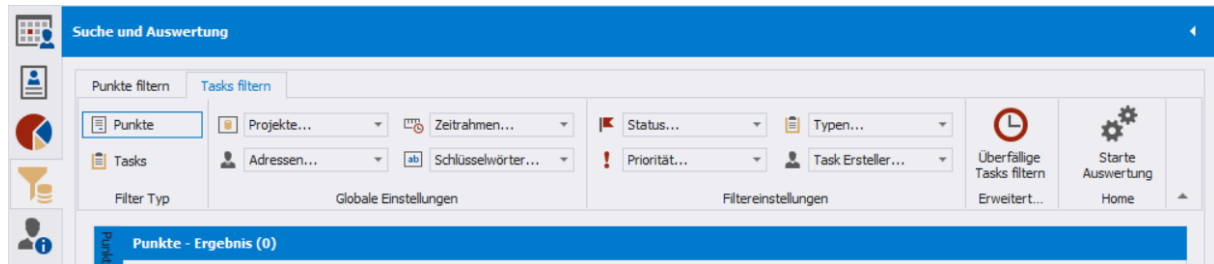 Suche und Auswertung
Punkte filtern Tasks filtern
Punkte Projekte... Zeitrahmen... Status... Typen...
Tasks Adressen... ab Schlüsselwörter... Priorität... Task Ersteller... Überfällige Tasks filtern Starte Auswertung
Filter Typ Globale Einstellungen Filtereinstellungen Erweitert... Home
Punkte - Ergebnis (0)